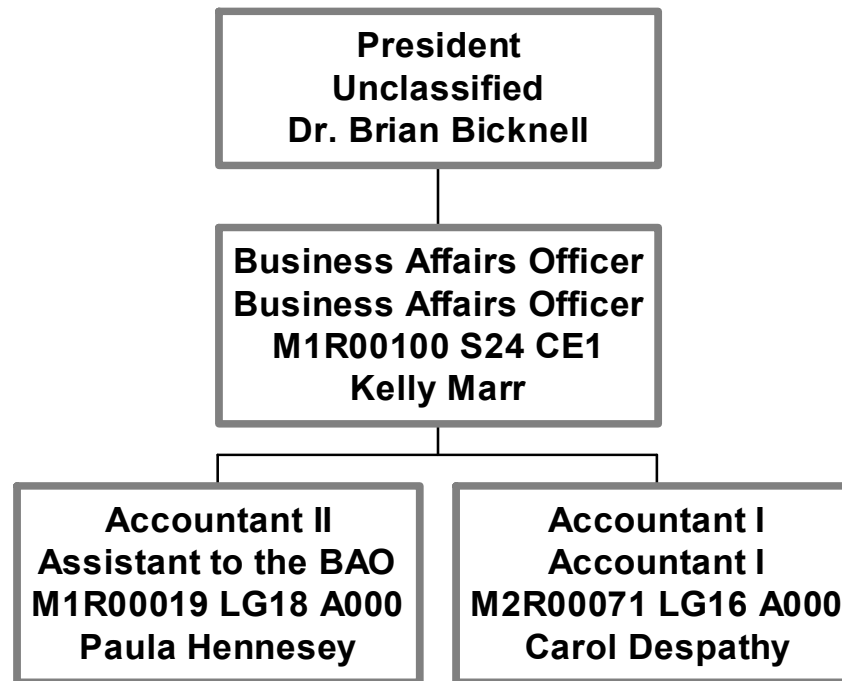 President
Unclassified
Dr. Brian Bicknell
Business Affairs Officer
Business Affairs Officer
M1R00100 S24 CE1
Kelly Marr
Accountant II
Assistant to the BAO
M1R00019 LG18 A000
Paula Hennesey
Accountant I
Accountant I
M2R00071 LG16 A000
Carol Despathy